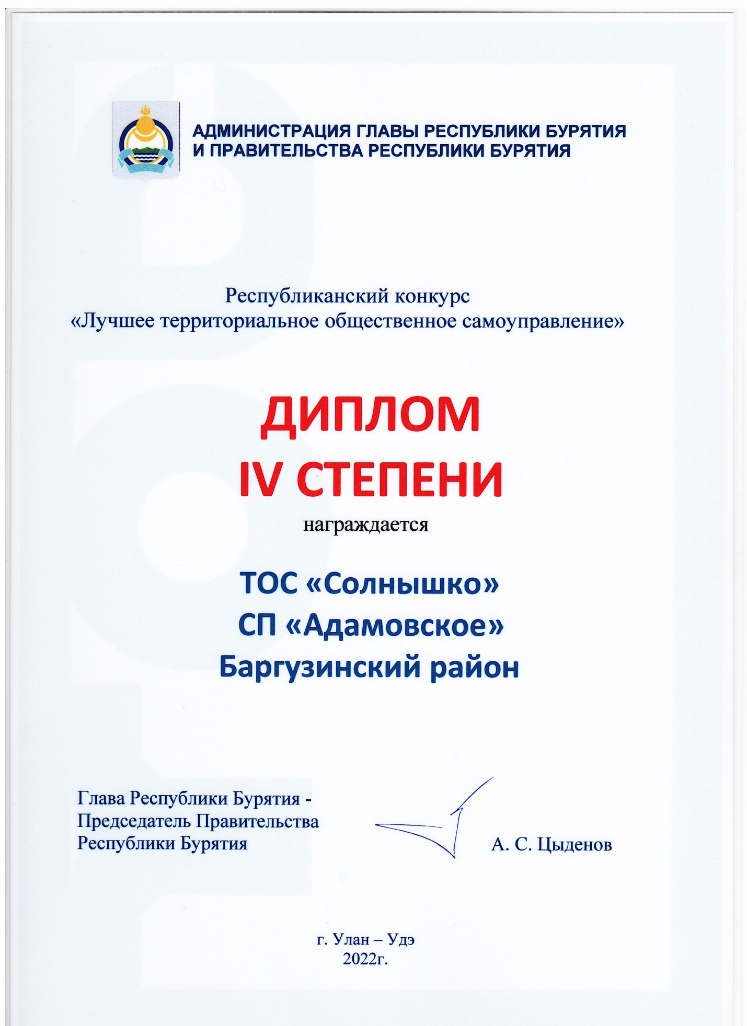 АДМИНИСТРАЦИЯ ГЛАВЫ РЕСПУБЛИКИ БУРЯТИЯ
И ПРАВИТЕЛЬСТВА РЕСПУБЛИКИ БУРЯТИЯ
Республиканский конкурс
«Лучшее территориальное общественное самоуправление»
ДИПЛОМ
IV СТЕПЕНИ
награждается
ТОС «Солнышко»
СП «Адамовское»
Баргузинский район
Глава Республики Бурятия -
Председатель Правительства
Республики Бурятия
А. С. Цыденов
г. Улан – Удэ
2022г.